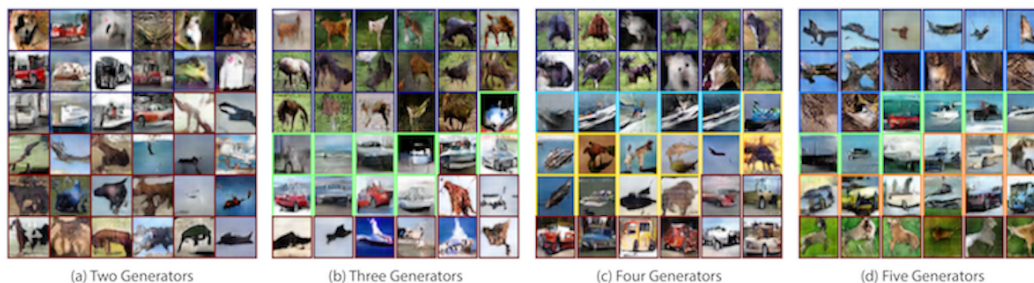 (a) Two Generators
(b) Three Generators
(c) Four Generators
(d) Five Generators